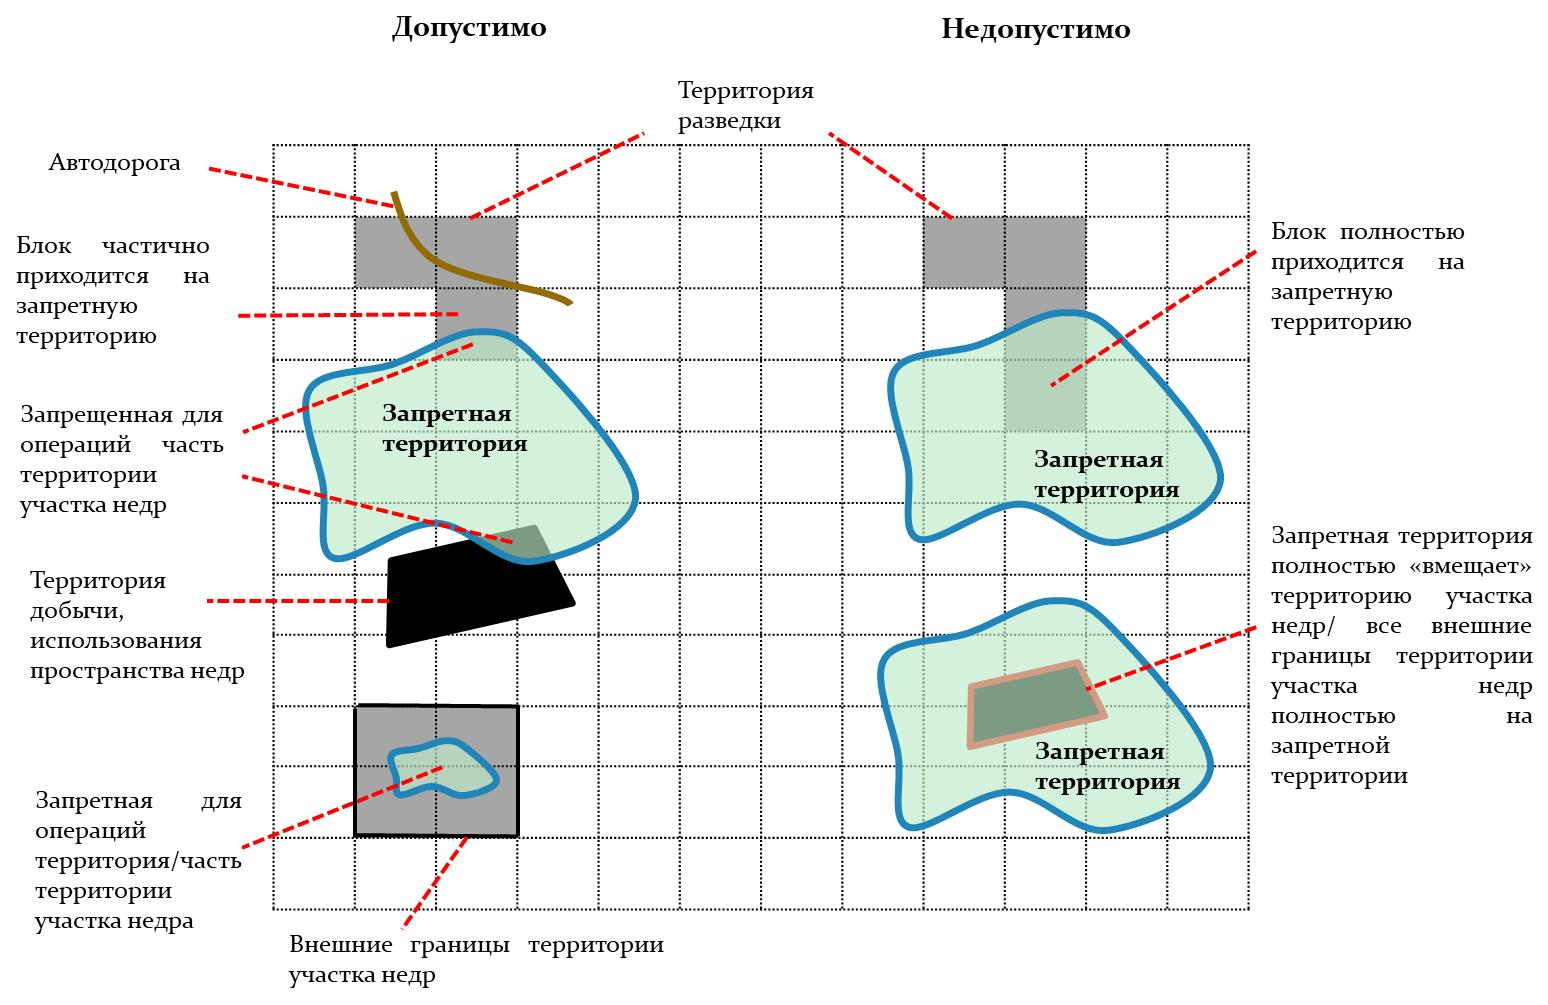 Допустимо
Недопустимо
Территория
разведки
Автодорога
Блок частично
приходится на
запретную
территорию
Блок полностью
приходится на
запретную
территорию
Запрещенная для
операций часть
территории
участка недр
Запретная
территория
Запретная
территория
Территория
добычи,
использования
пространства недр
Запретная территория
полностью «вмещает»
территорию участка
недр/ все внешние
границы территории
участка недр
полностью на
запретной
территории
Запретная
территория
Запретная для
операций
территория/часть
территории
участка недра
Внешние границы территории
участка недр